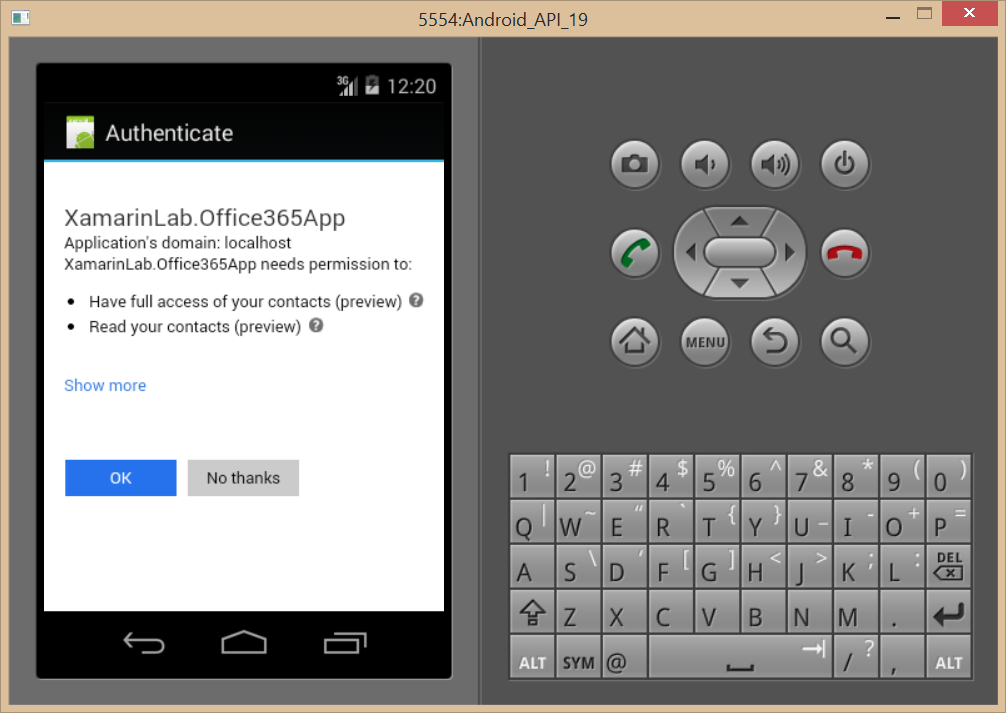 5554:Android_API_19
3G 12:20
Authenticate
XamarinLab.Office365App
Application's domain: localhost
XamarinLab.Office365App needs permission to:
Have full access of your contacts (preview) ?
Read your contacts (preview) ?
Show more
OK No thanks
MENU
1 ! 2 @ 3 # 4 $ 5 % 6 ^ 7 & 8 * 9 ( 0 )
Q | W ~ E “ R ` T { Y } U _ I - O + P =
A S \ D ‘ F [ G ] H < J > K ; L : DEL
Z X C V B N M .
ALT SYM @ / ? , ALT